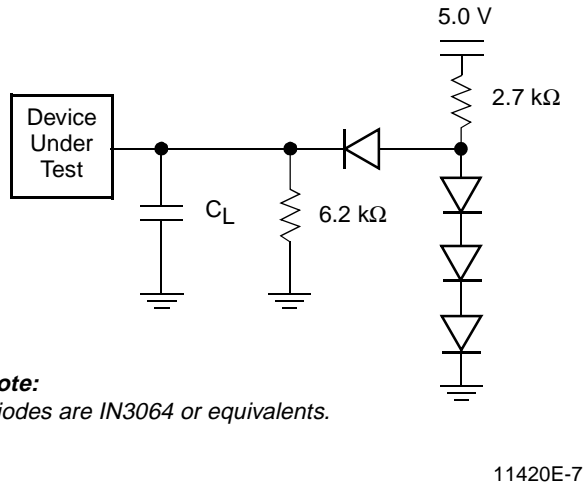 5.0 V
2.7 kΩ
Device
Under
Test
CL
6.2 kΩ
ote:
iodes are IN3064 or equivalents.
11420E-7